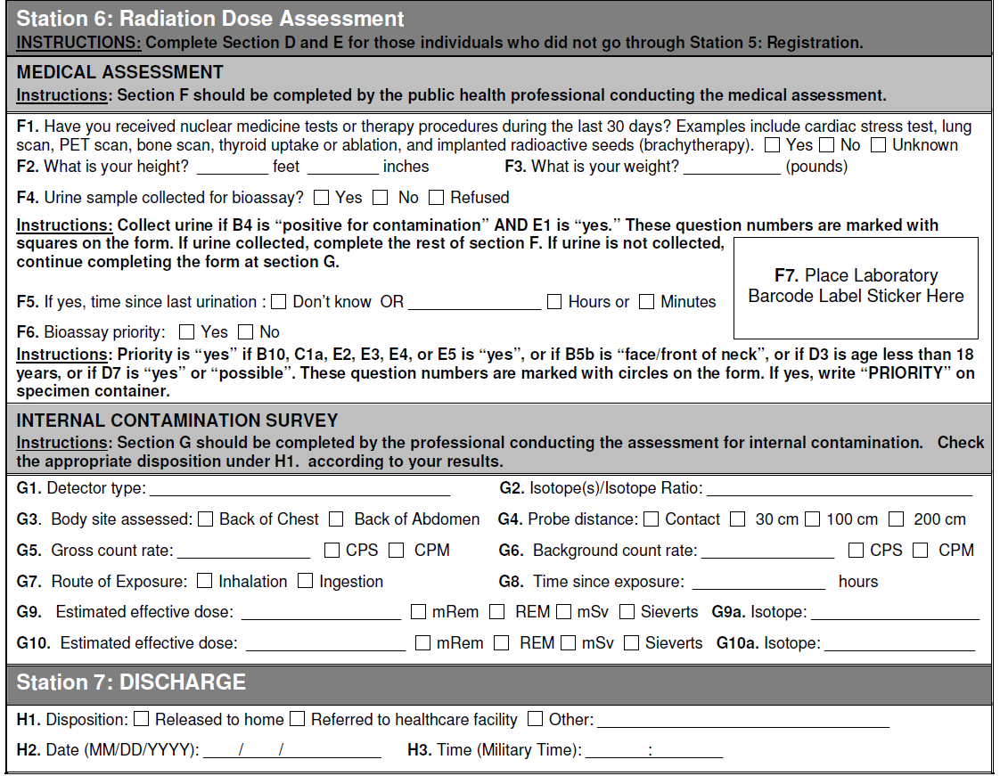 Station 6: Radiation Dose Assessment
INSTRUCTIONS: Complete Section D and E for those individuals who did not go through Station 5: Registration.
MEDICAL ASSESSMENT
Instructions: Section F should be completed by the public health professional conducting the medical assessment.
F1. Have you received nuclear medicine tests or therapy procedures during the last 30 days? Examples include cardiac stress test, lung
scan, PET scan, bone scan, thyroid uptake or ablation, and implanted radioactive seeds (brachytherapy). ☐ Yes ☐ No ☐ Unknown
F2. What is your height? ________ feet ________ inches F3. What is your weight? ___________ (pounds)
F4. Urine sample collected for bioassay? ☐ Yes ☐ No ☐ Refused
Instructions: Collect urine if B4 is “positive for contamination” AND E1 is “yes.” These question numbers are marked with
squares on the form. If urine collected, complete the rest of section F. If urine is not collected,
continue completing the form at section G.
F7. Place Laboratory
Barcode Label Sticker Here
F5. If yes, time since last urination : ☐ Don’t know OR _______________ ☐ Hours or ☐ Minutes
F6. Bioassay priority: ☐ Yes ☐ No
Instructions: Priority is “yes” if B10, C1a, E2, E3, E4, or E5 is “yes”, or if B5b is “face/front of neck”, or if D3 is age less than 18
years, or if D7 is “yes” or “possible”. These question numbers are marked with circles on the form. If yes, write “PRIORITY” on
specimen container.
INTERNAL CONTAMINATION SURVEY
Instructions: Section G should be completed by the professional conducting the assessment for internal contamination. Check
the appropriate disposition under H1. according to your results.
G1. Detector type: __________________________________ G2. Isotope(s)/Isotope Ratio: ______________________________
G3. Body site assessed: ☐ Back of Chest ☐ Back of Abdomen G4. Probe distance: ☐ Contact ☐ 30 cm ☐ 100 cm ☐ 200 cm
G5. Gross count rate: _______________ ☐ CPS ☐ CPM G6. Background count rate: _______________ ☐ CPS ☐ CPM
G7. Route of Exposure: ☐ Inhalation ☐ Ingestion G8. Time since exposure: _______________ hours
G9. Estimated effective dose: __________________ ☐ mRem ☐ REM ☐ mSv ☐ Sieverts G9a. Isotope: ___________________
G10. Estimated effective dose: __________________ ☐ mRem ☐ REM ☐ mSv ☐ Sieverts G10a. Isotope: _________________
Station 7: DISCHARGE
H1. Disposition: ☐ Released to home ☐ Referred to healthcare facility ☐ Other: _________________________________
H2. Date (MM/DD/YYYY): ____/____/___________ H3. Time (Military Time): _______:________